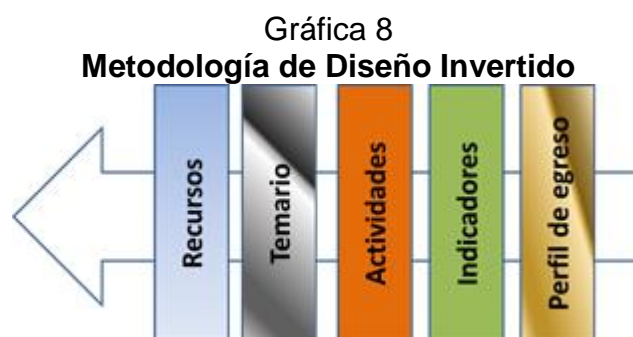 Gráfica 8
Metodología de Diseño Invertido
Recursos
Temario
Actividades
Indicadores
Perfil de egreso